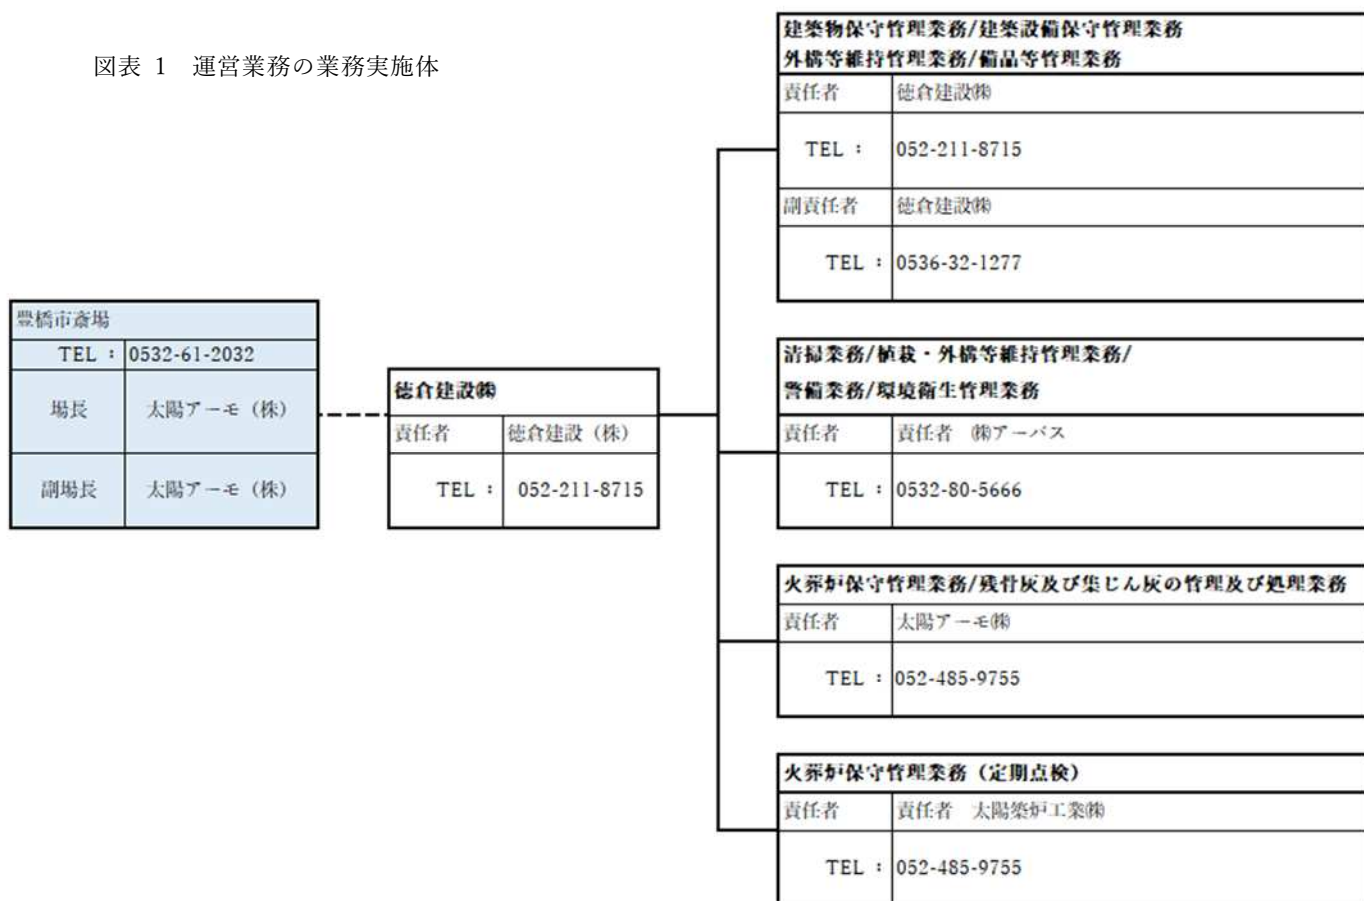 図表 1 運営業務の業務実施体
豊橋市斎場
TEL： 0532-61-2032
場長 太陽アーモ（株）
副場長 太陽アーモ（株）
徳倉建設㈱
責任者 徳倉建設（株）
TEL： 052-211-8715
建築物保守管理業務/建築設備保守管理業務
外構等維持管理業務/備品等管理業務
責任者 徳倉建設㈱
TEL： 052-211-8715
副責任者 徳倉建設㈱
TEL： 0536-32-1277
清掃業務/植栽・外構等維持管理業務/
警備業務/環境衛生管理業務
責任者 責任者 ㈱アーバス
TEL： 0532-80-5666
火葬炉保守管理業務/残骨灰及び集じん灰の管理及び処理業務
責任者 太陽アーモ㈱
TEL： 052-485-9755
火葬炉保守管理業務（定期点検）
責任者 責任者 太陽築炉工業㈱
TEL： 052-485-9755